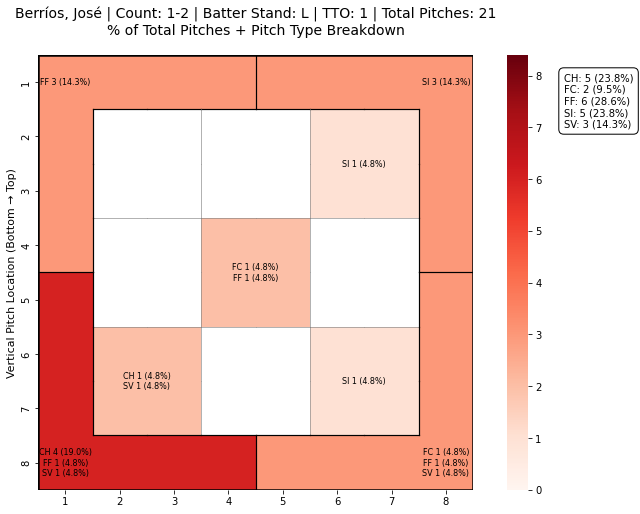 Berríos, José | Count: 1-2 | Batter Stand: L | TTO: 1 | Total Pitches: 21
% of Total Pitches + Pitch Type Breakdown
CH: 5 (23.8%)
FC: 2 (9.5%)
FF: 6 (28.6%)
SI: 5 (23.8%)
SV: 3 (14.3%)
Vertical Pitch Location (Bottom → Top)
1
2
3
4
5
6
7
8
FF 3 (14.3%)
SI 3 (14.3%)
SI 1 (4.8%)
FC 1 (4.8%)
FF 1 (4.8%)
CH 1 (4.8%)
SV 1 (4.8%)
SI 1 (4.8%)
CH 4 (19.0%)
FF 1 (4.8%)
SV 1 (4.8%)
FC 1 (4.8%)
FF 1 (4.8%)
SV 1 (4.8%)
1 2 3 4 5 6 7 8
8
7
6
5
4
3
2
1
0